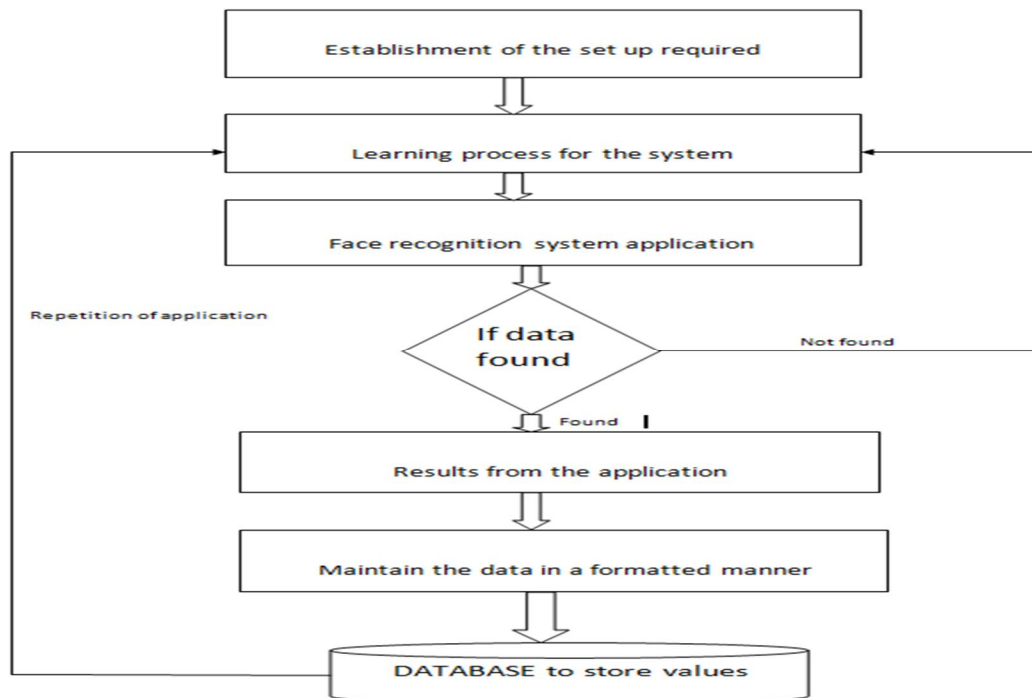 Establishment of the set up required
Learning process for the system
Face recognition system application
Repetition of application
If data
found
Not found
Found
Results from the application
Maintain the data in a formatted manner
DATABASE to store values